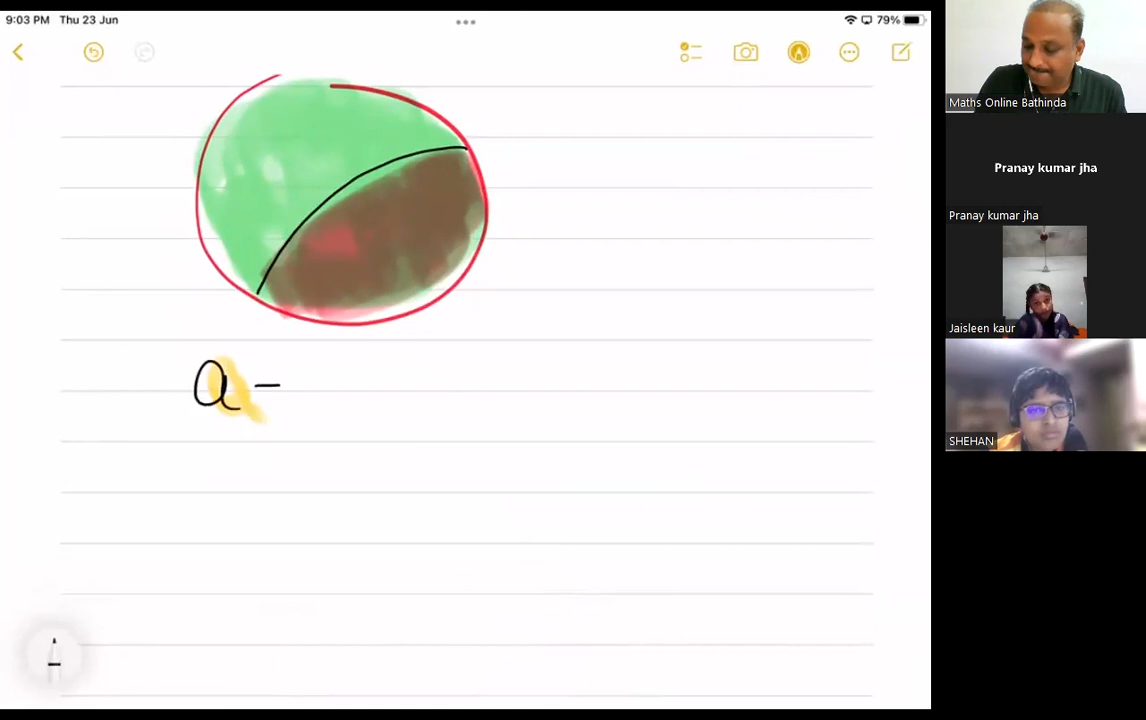 9:03 PM Thu 23 Jun
79%
Maths Online Bathinda
Pranay kumar jha
Pranay kumar jha
Jaisleen kaur
SHEHAN
a -